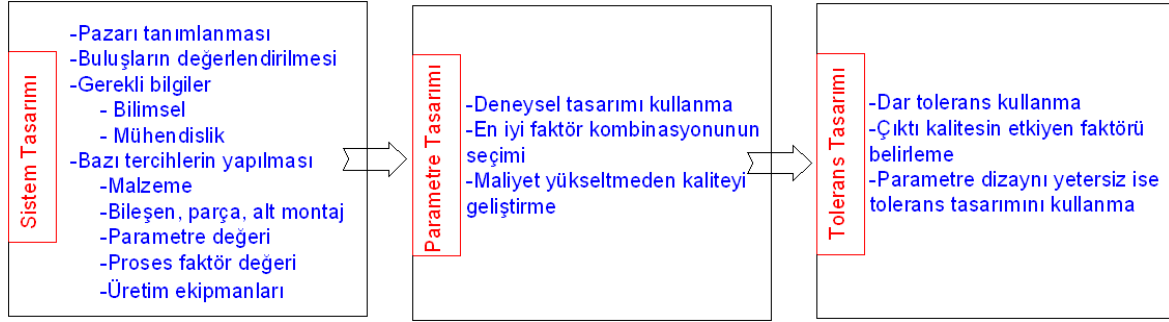 Sistem Tasarımı
-Pazarı tanımlanması
-Buluşların değerlendirilmesi
-Gerekli bilgiler
- Bilimsel
- Mühendislik
-Bazı tercihlerin yapılması
-Malzeme
-Bileşen, parça, alt montaj
-Parametre değeri
-Proses faktör değeri
-Üretim ekipmanları
Parametre Tasarımı
-Deneysel tasarımı kullanma
-En iyi faktör kombinasyonunun
seçimi
-Maliyet yükseltmeden kaliteyi
geliştirme
Tolerans Tasarımı
-Dar tolerans kullanma
-Çıktı kalitesin etkiyen faktörü
belirleme
-Parametre dizaynı yetersiz ise
tolerans tasarımını kullanma